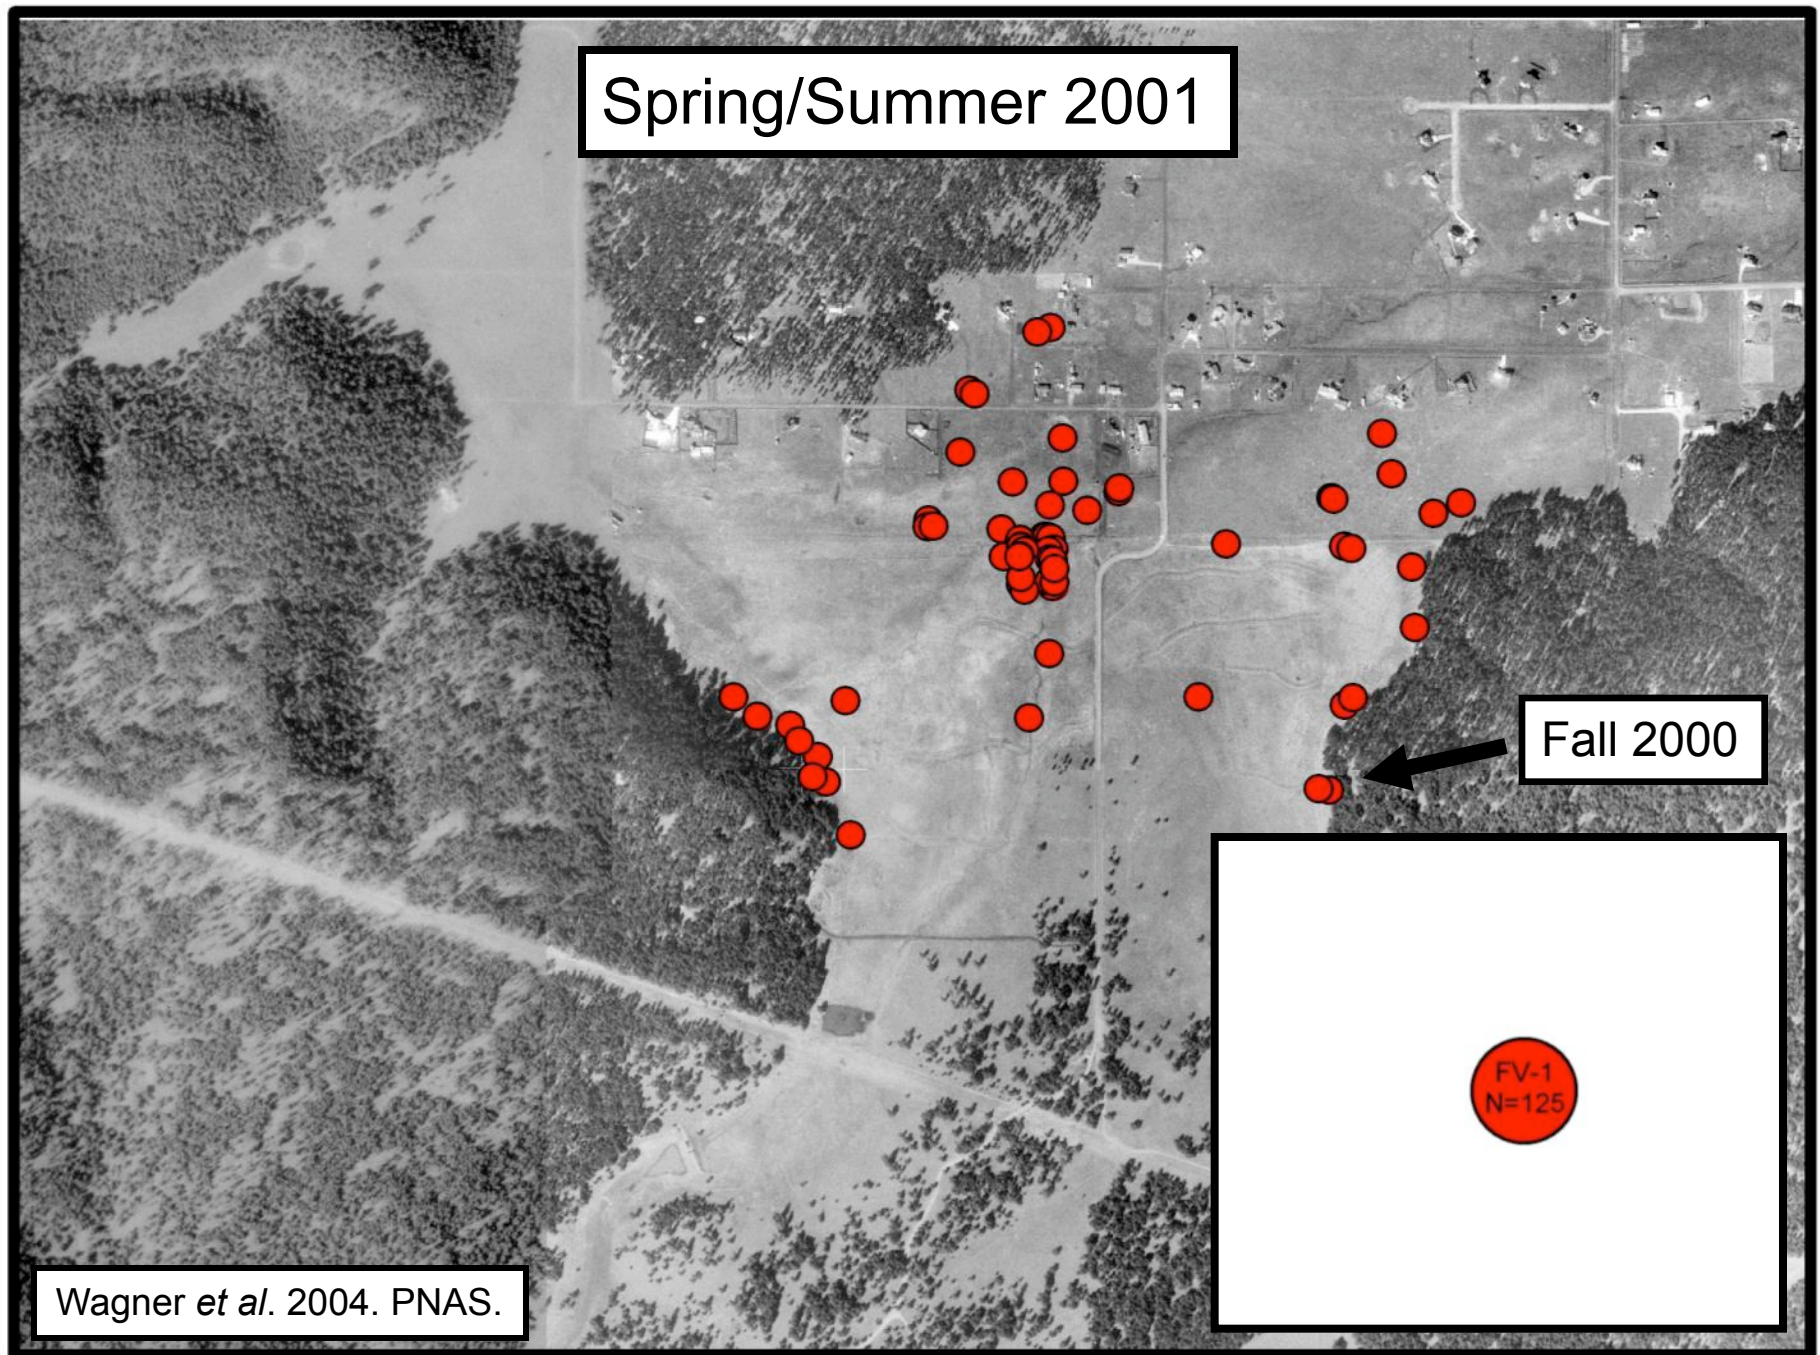 Spring/Summer 2001
Fall 2000
FV-1
N=125
Wagner et al. 2004. PNAS.